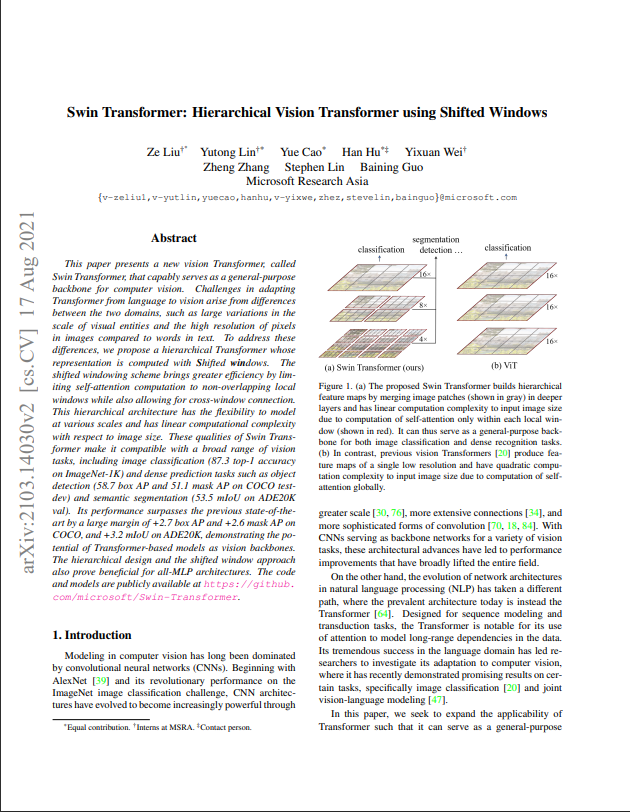 arXiv:2103.14030v2 [cs.CV] 17 Aug 2021
Swin Transformer: Hierarchical Vision Transformer using Shifted Windows
Ze Liu†* Yutong Lin†* Yue Cao* Han Hu*‡ Yixuan Wei†
Zheng Zhang Stephen Lin Baining Guo
Microsoft Research Asia
{v-zeliu1,v-yutlin,yuecao,hanhu,v-yixwe,zhez,stevelin,bainguo}@microsoft.com
Abstract
This paper presents a new vision Transformer, called
Swin Transformer, that capably serves as a general-purpose
backbone for computer vision. Challenges in adapting
Transformer from language to vision arise from differences
between the two domains, such as large variations in the
scale of visual entities and the high resolution of pixels
in images compared to words in text. To address these
differences, we propose a hierarchical Transformer whose
representation is computed with Shifted windows. The
shifted windowing scheme brings greater efficiency by lim-
iting self-attention computation to non-overlapping local
windows while also allowing for cross-window connection.
This hierarchical architecture has the flexibility to model
at various scales and has linear computational complexity
with respect to image size. These qualities of Swin Trans-
former make it compatible with a broad range of vision
tasks, including image classification (87.3 top-1 accuracy
on ImageNet-1K) and dense prediction tasks such as object
detection (58.7 box AP and 51.1 mask AP on COCO test-
dev) and semantic segmentation (53.5 mIoU on ADE20K
val). Its performance surpasses the previous state-of-the-
art by a large margin of +2.7 box AP and +2.6 mask AP on
COCO, and +3.2 mIoU on ADE20K, demonstrating the po-
tential of Transformer-based models as vision backbones.
The hierarchical design and the shifted window approach
also prove beneficial for all-MLP architectures. The code
and models are publicly available at https://github.
com/microsoft/Swin-Transformer.
1. Introduction
Modeling in computer vision has long been dominated
by convolutional neural networks (CNNs). Beginning with
AlexNet [39] and its revolutionary performance on the
ImageNet image classification challenge, CNN architec-
tures have evolved to become increasingly powerful through
*Equal contribution. †Interns at MSRA. ‡Contact person.
classification
segmentation
detection ...
classification
16×
8×
4×
16×
16×
16×
(a) Swin Transformer (ours)
(b) ViT
Figure 1. (a) The proposed Swin Transformer builds hierarchical
feature maps by merging image patches (shown in gray) in deeper
layers and has linear computation complexity to input image size
due to computation of self-attention only within each local win-
dow (shown in red). It can thus serve as a general-purpose back-
bone for both image classification and dense recognition tasks.
(b) In contrast, previous vision Transformers [20] produce fea-
ture maps of a single low resolution and have quadratic compu-
tation complexity to input image size due to computation of self-
attention globally.
greater scale [30, 76], more extensive connections [34], and
more sophisticated forms of convolution [70, 18, 84]. With
CNNs serving as backbone networks for a variety of vision
tasks, these architectural advances have led to performance
improvements that have broadly lifted the entire field.
On the other hand, the evolution of network architectures
in natural language processing (NLP) has taken a different
path, where the prevalent architecture today is instead the
Transformer [64]. Designed for sequence modeling and
transduction tasks, the Transformer is notable for its use
of attention to model long-range dependencies in the data.
Its tremendous success in the language domain has led re-
searchers to investigate its adaptation to computer vision,
where it has recently demonstrated promising results on cer-
tain tasks, specifically image classification [20] and joint
vision-language modeling [47].
In this paper, we seek to expand the applicability of
Transformer such that it can serve as a general-purpose